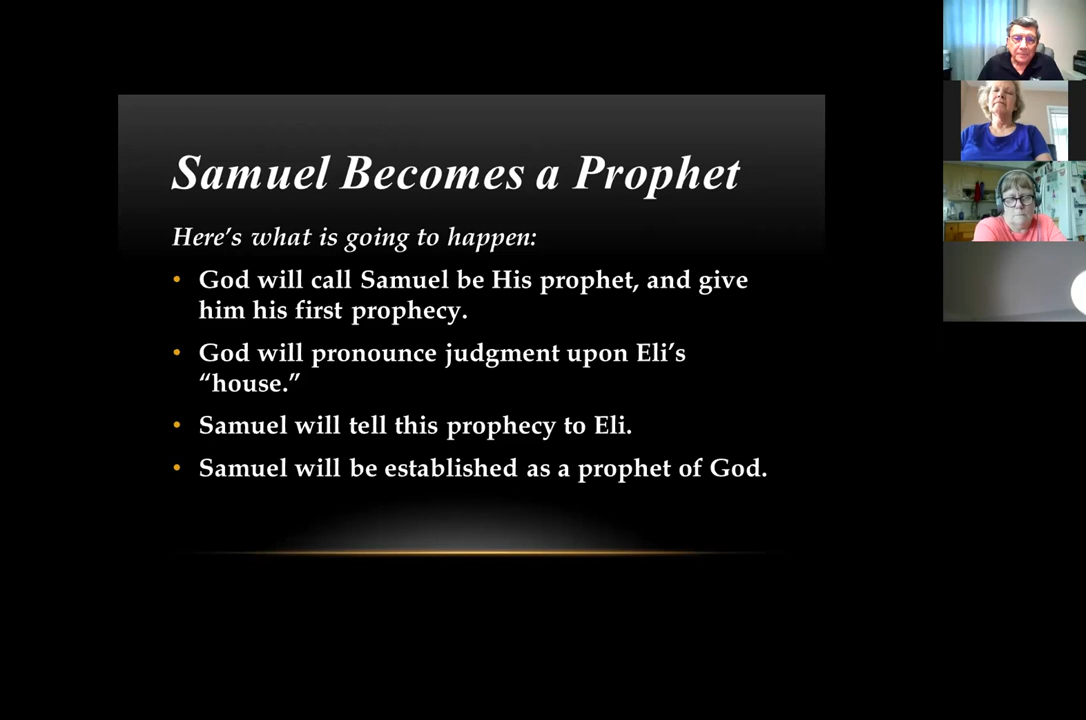 Samuel Becomes a Prophet
Here's what is going to happen:
• God will call Samuel be His prophet, and give
him his first prophecy.
• God will pronounce judgment upon Eli's
“house.”
• Samuel will tell this prophecy to Eli.
• Samuel will be established as a prophet of God.